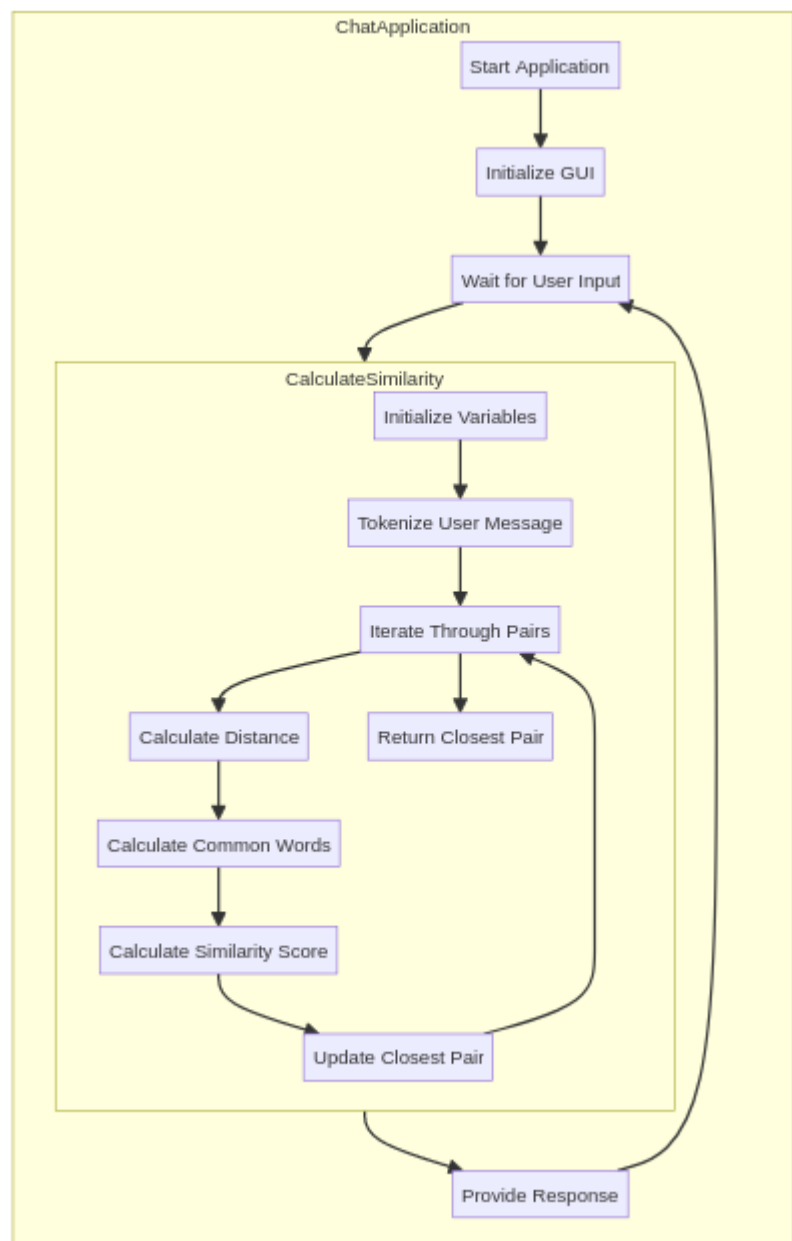 ChatApplication
Start Application
Initialize GUI
Wait for User Input
CalculateSimilarity
Initialize Variables
Tokenize User Message
Iterate Through Pairs
Calculate Distance
Return Closest Pair
Calculate Common Words
Calculate Similarity Score
Update Closest Pair
Provide Response